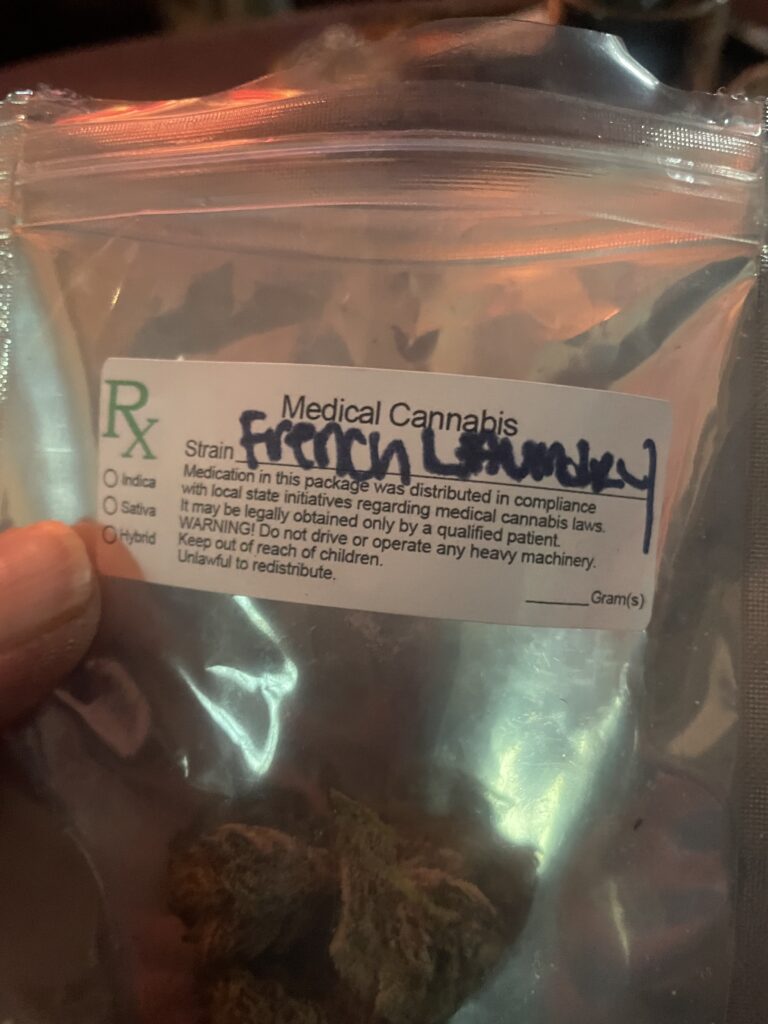 Rx
Medical Cannabis
Strain French Laundry
Indica
Sativa
Hybrid
Medication in this package was distributed in compliance
with local state initiatives regarding medical cannabis laws.
It may be legally obtained only by a qualified patient.
WARNING! Do not drive or operate any heavy machinery.
Keep out of reach of children.
Unlawful to redistribute.
Gram(s)